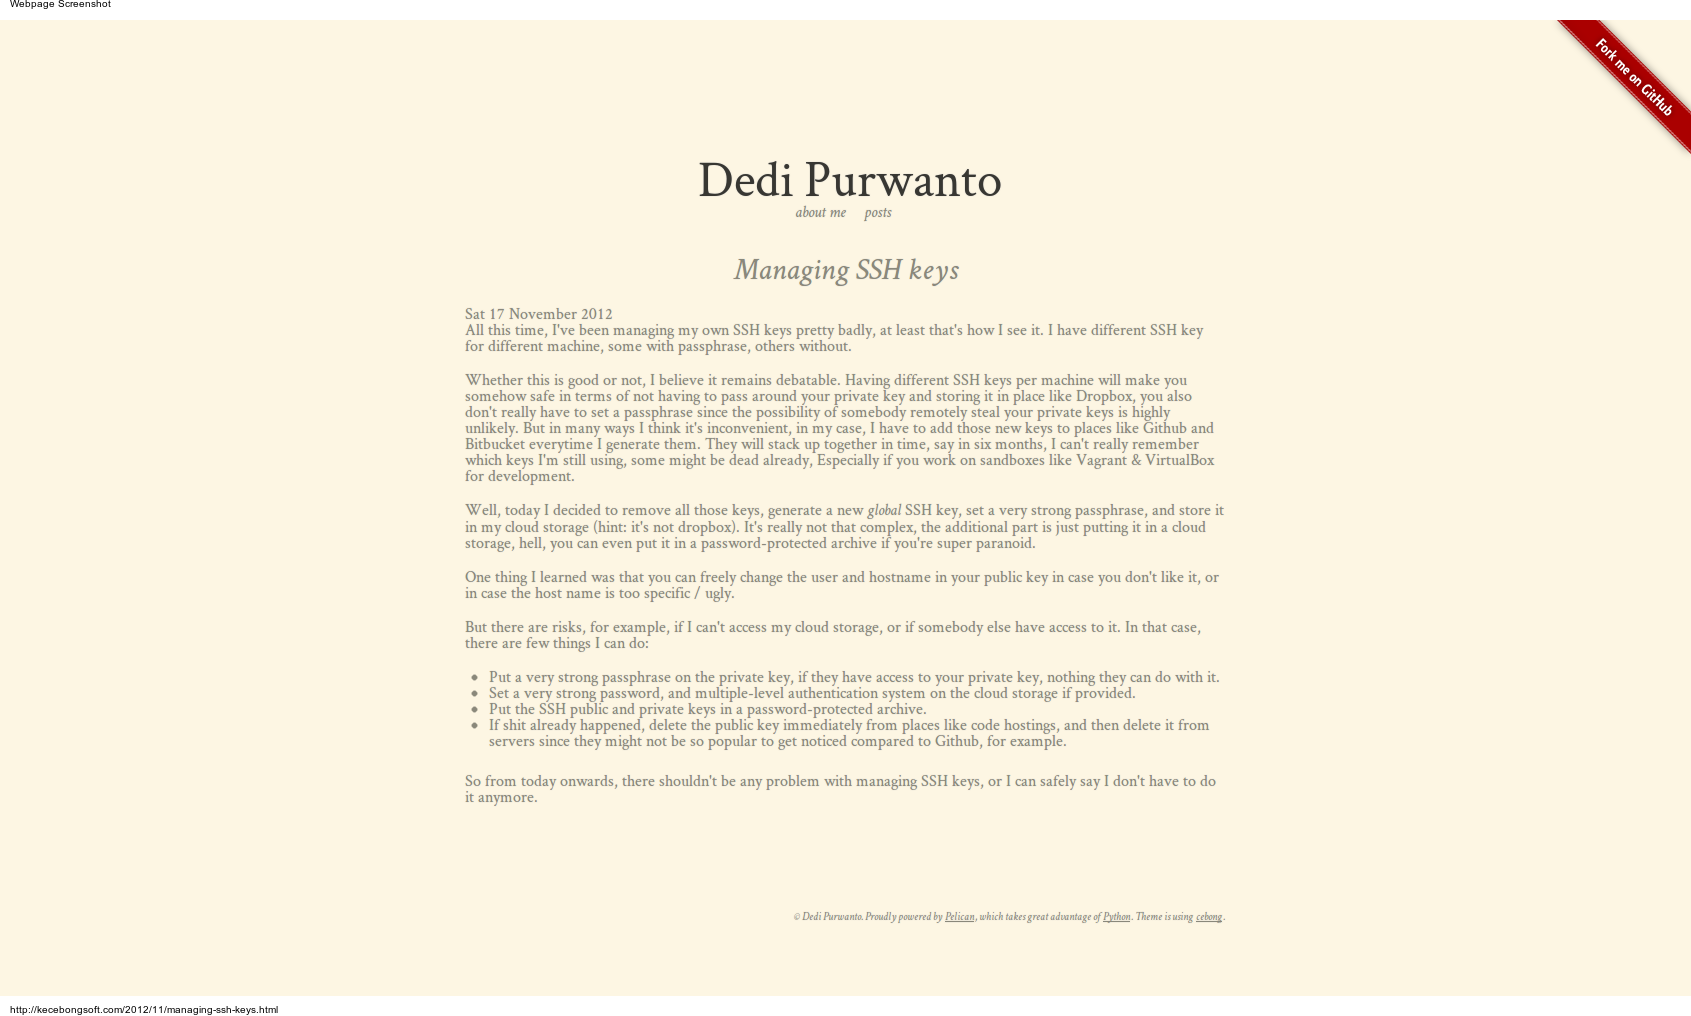 Webpage Screenshot
Fork me on GitHub
Dedi Purwanto
about me posts
Managing SSH keys
Sat 17 November 2012
All this time, I've been managing my own SSH keys pretty badly, at least that's how I see it. I have different SSH key
for different machine, some with passphrase, others without.
Whether this is good or not, I believe it remains debatable. Having different SSH keys per machine will make you
somehow safe in terms of not having to pass around your private key and storing it in place like Dropbox, you also
don't really have to set a passphrase since the possibility of somebody remotely steal your private keys is highly
unlikely. But in many ways I think it's inconvenient, in my case, I have to add those new keys to places like Github and
Bitbucket everytime I generate them. They will stack up together in time, say in six months, I can't really remember
which keys I'm still using, some might be dead already, Especially if you work on sandboxes like Vagrant & VirtualBox
for development.
Well, today I decided to remove all those keys, generate a new global SSH key, set a very strong passphrase, and store it
in my cloud storage (hint: it's not dropbox). It's really not that complex, the additional part is just putting it in a cloud
storage, hell, you can even put it in a password-protected archive if you're super paranoid.
One thing I learned was that you can freely change the user and hostname in your public key in case you don't like it, or
in case the host name is too specific / ugly.
But there are risks, for example, if I can't access my cloud storage, or if somebody else have access to it. In that case,
there are few things I can do:
• Put a very strong passphrase on the private key, if they have access to your private key, nothing they can do with it.
• Set a very strong password, and multiple-level authentication system on the cloud storage if provided.
• Put the SSH public and private keys in a password-protected archive.
• If shit already happened, delete the public key immediately from places like code hostings, and then delete it from
servers since they might not be so popular to get noticed compared to Github, for example.
So from today onwards, there shouldn't be any problem with managing SSH keys, or I can safely say I don't have to do
it anymore.
© Dedi Purwanto. Proudly powered by Pelican, which takes great advantage of Python. Theme is using cebong.
http://kecebongsoft.com/2012/11/managing-ssh-keys.html